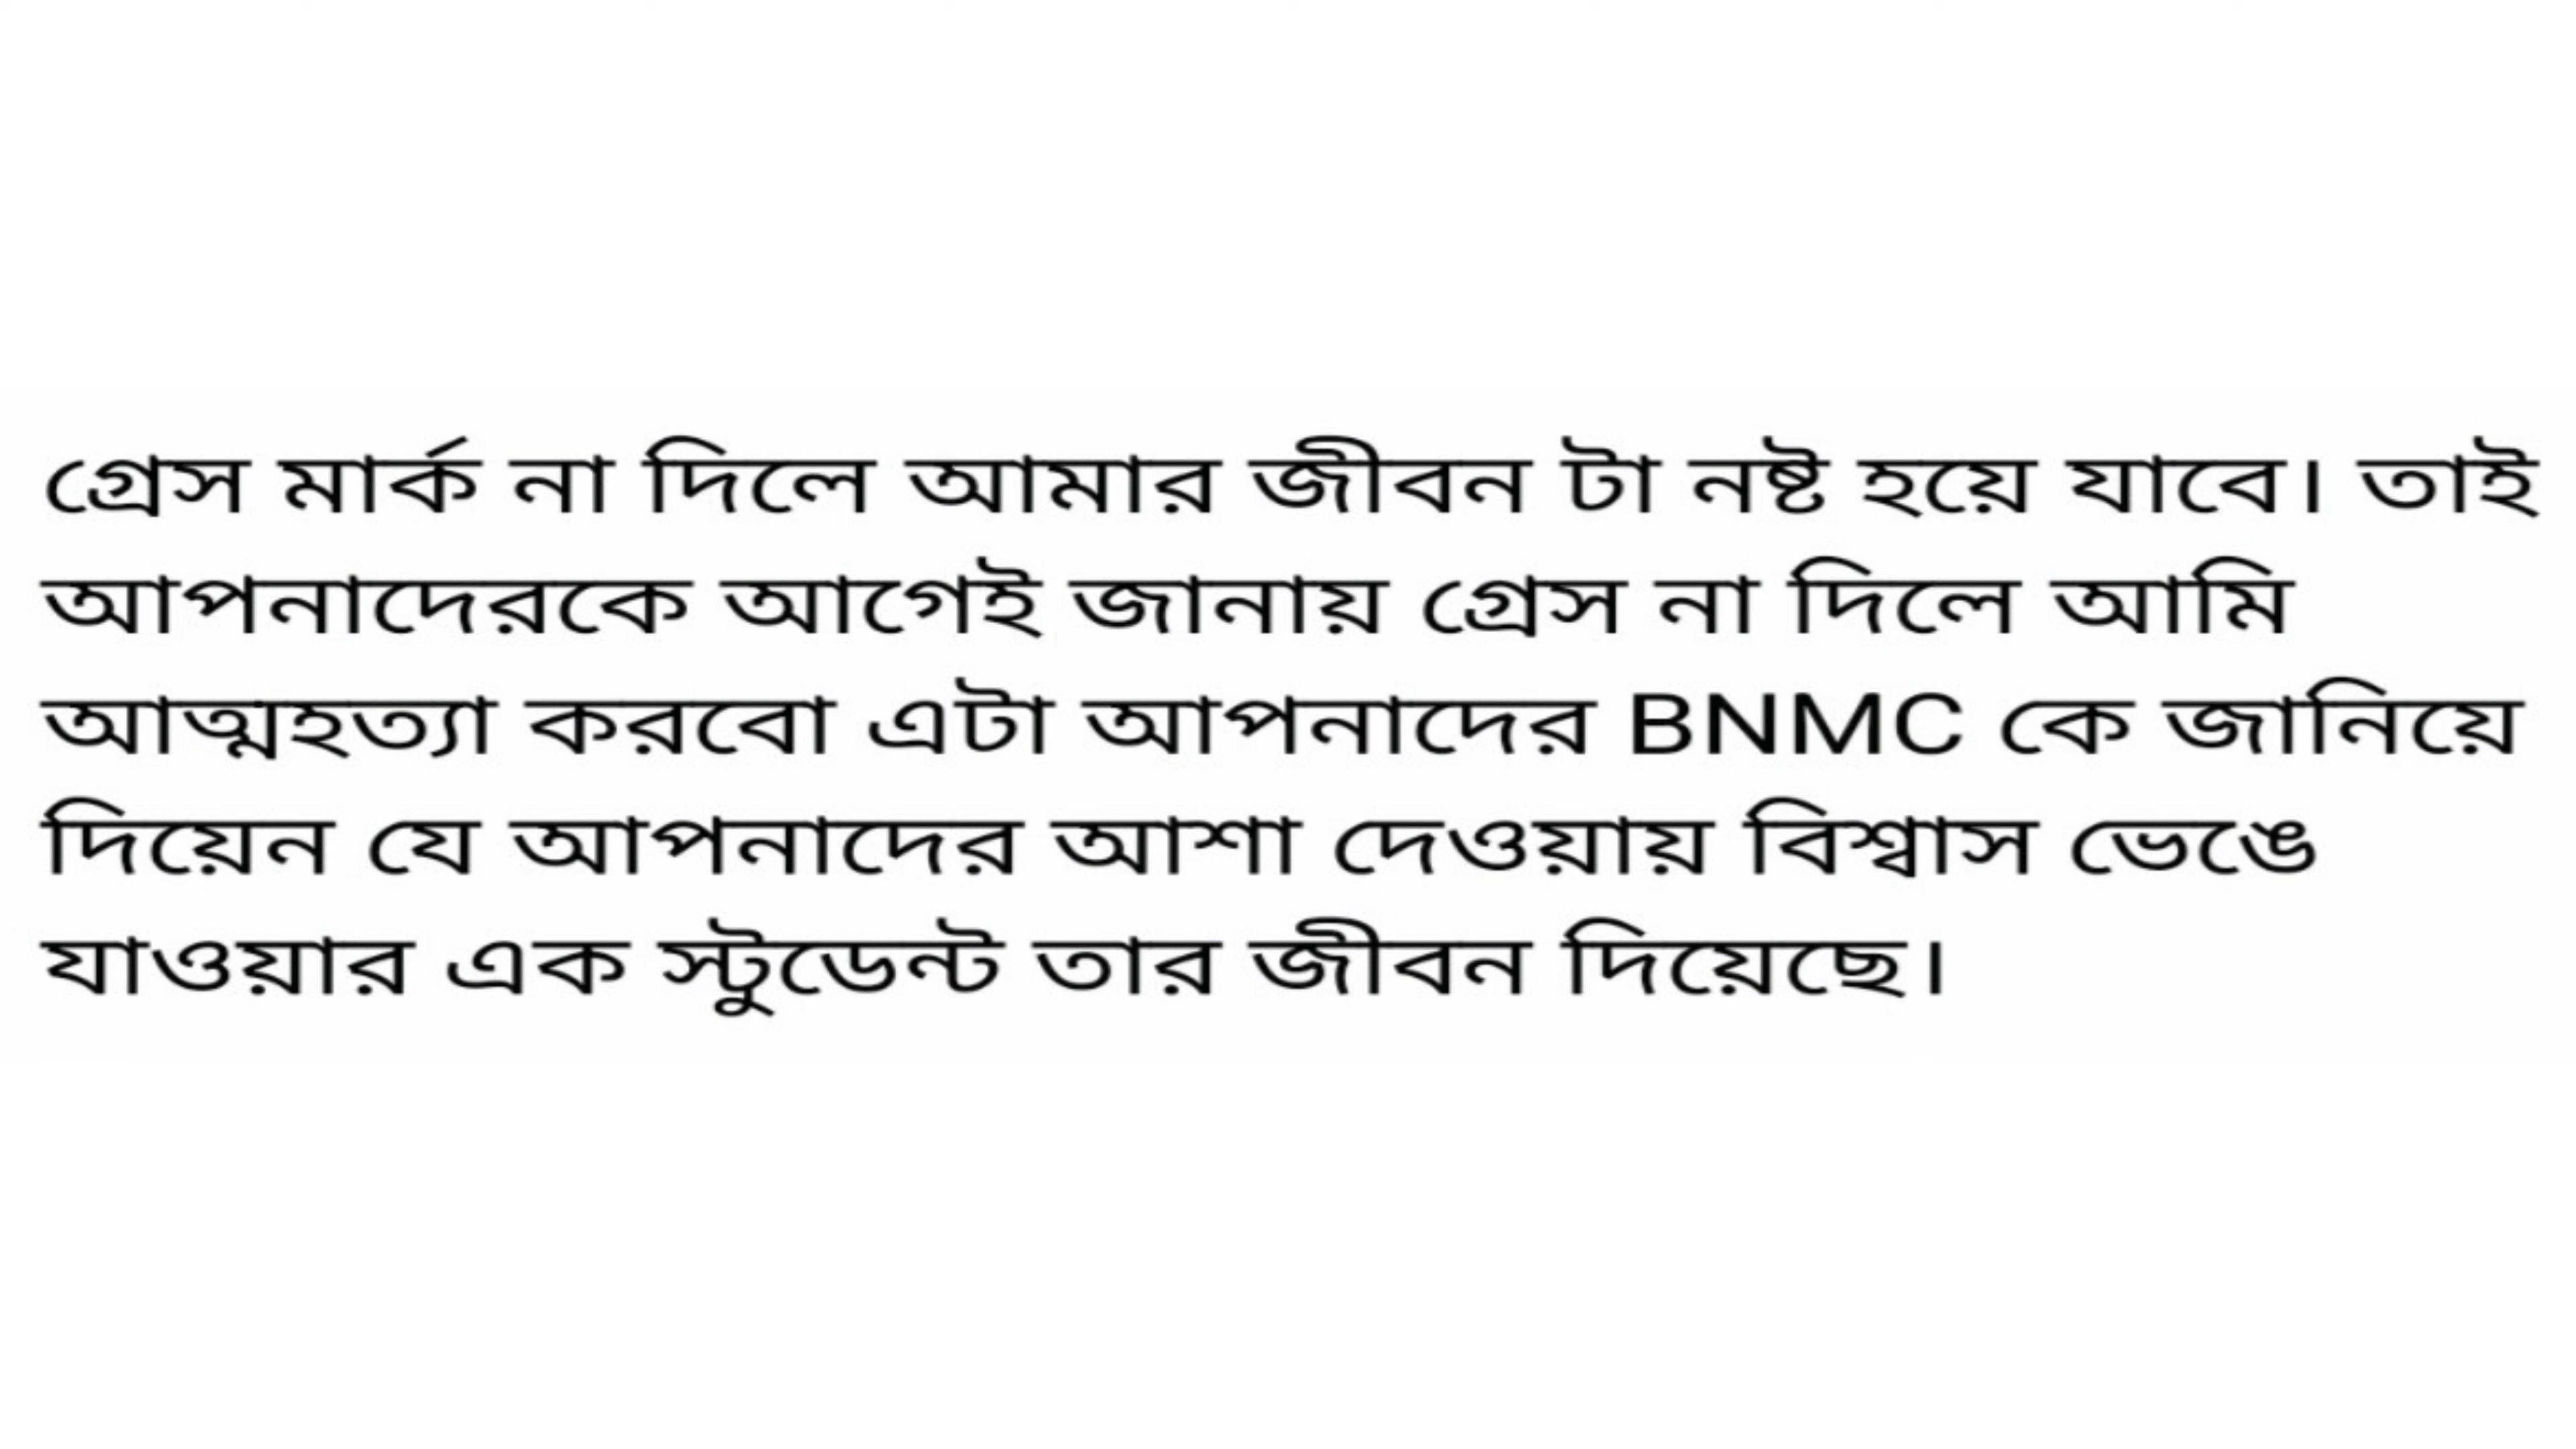 গ্রেস মার্ক না দিলে আমার জীবন টা নষ্ট হয়ে যাবে। তাই
আপনাদেরকে আগেই জানায় গ্রেস না দিলে আমি
আত্মহত্যা করবো এটা আপনাদের BNMC কে জানিয়ে
দিয়েন যে আপনাদের আশা দেওয়ায় বিশ্বাস ভেঙে
যাওয়ার এক স্টুডেন্ট তার জীবন দিয়েছে।